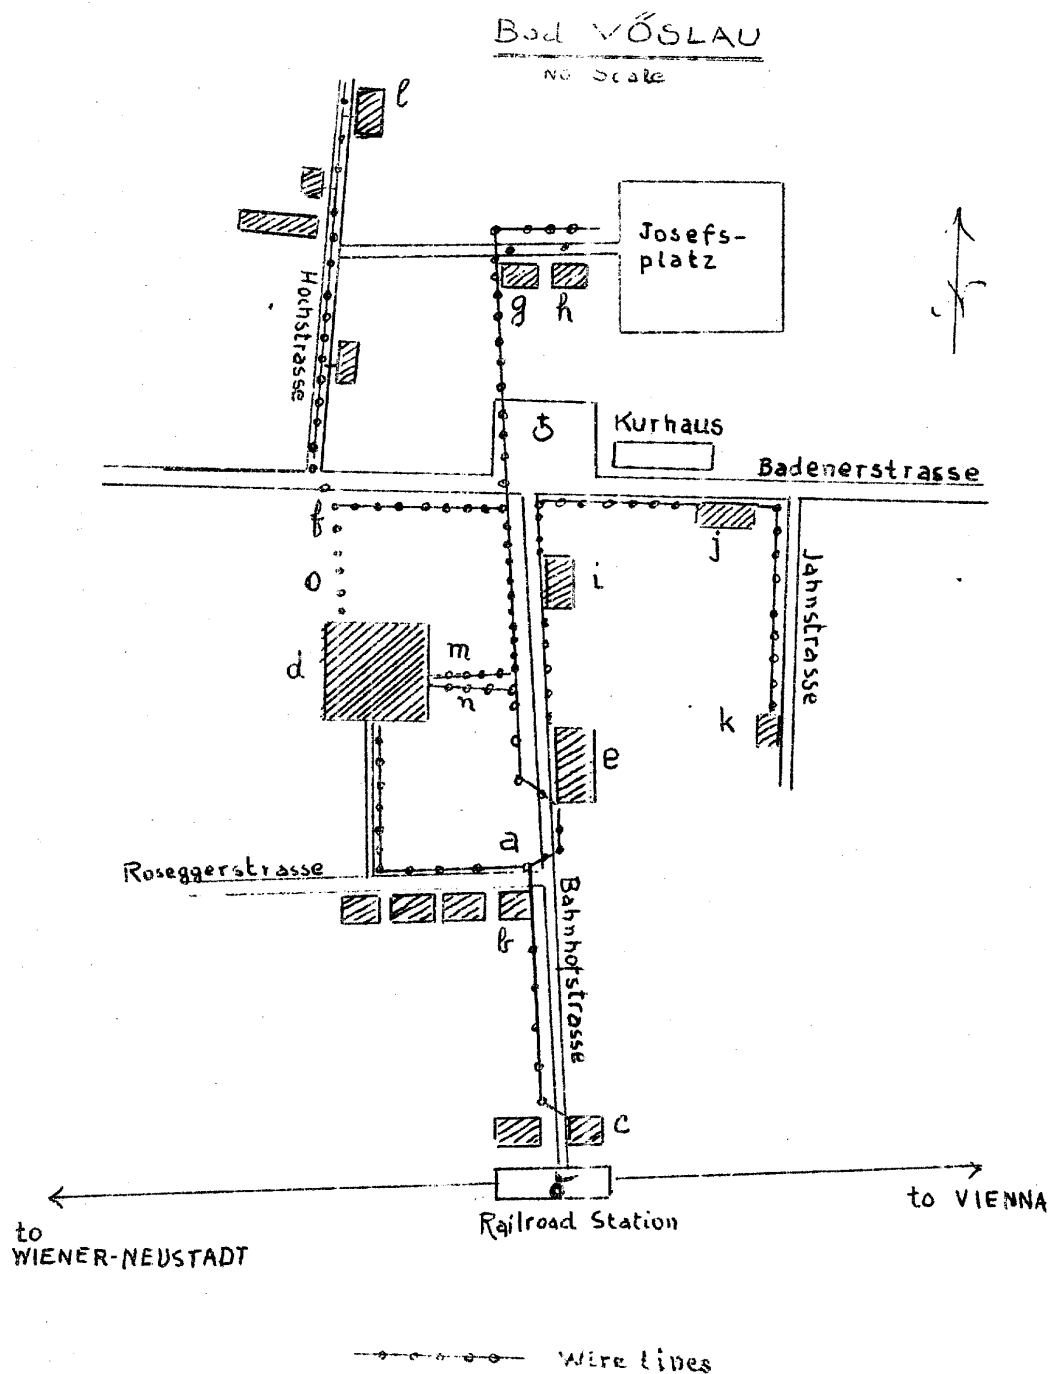 Bad VÖSLAU
No Scale
l
Josefs-
platz
g h
Hochstrasse
Kurhaus
Badenerstrasse
f
j
i
o
Jahnstrasse
d
m
n
k
e
a
Roseggerstrasse
b
Bahnhofstrasse
c
to VIENNA
Railroad Station
to
WIENER-NEUSTADT
Wire lines